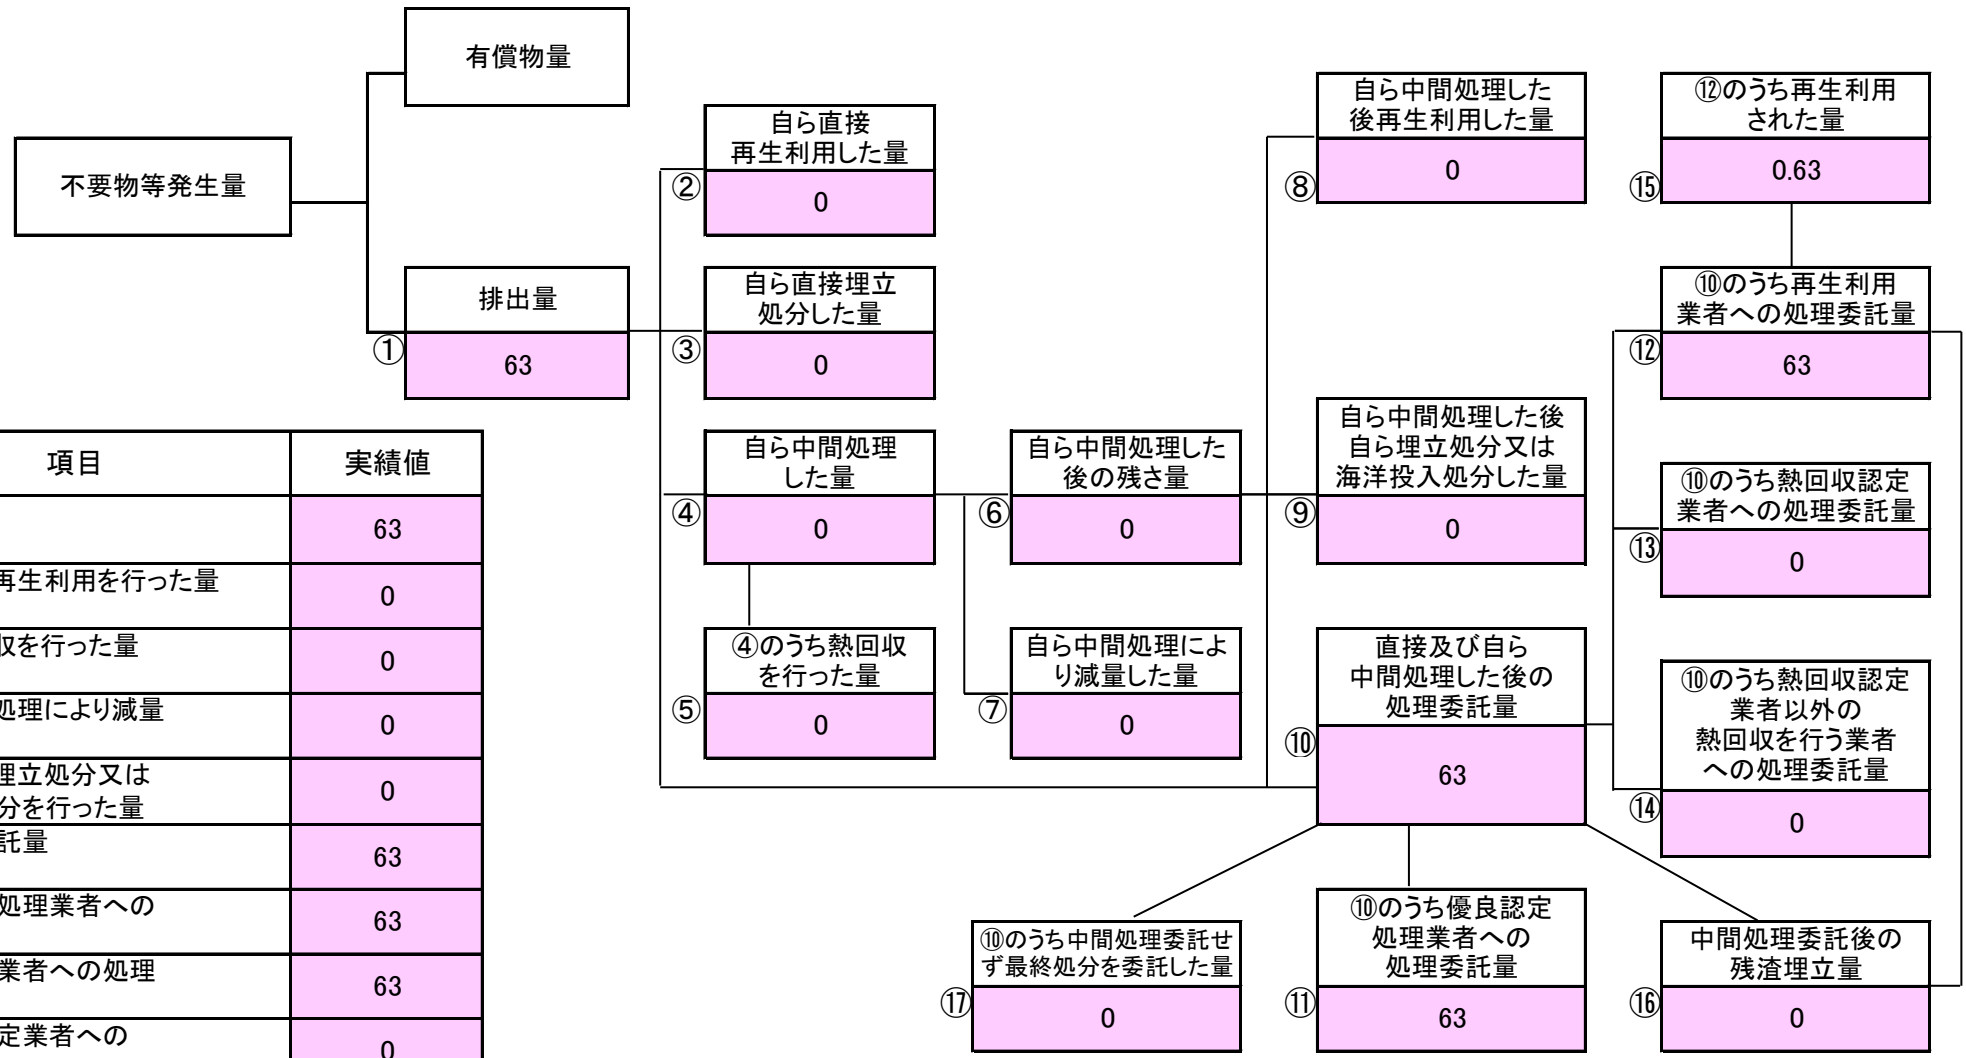 有償物量
不要物等発生量
排出量
①
63
自ら直接
再生利用した量
②
0
自ら直接埋立
処分した量
③
0
自ら中間処理
した量
④
0
④のうち熱回収
を行った量
⑤
0
自ら中間処理した
後の残さ量
⑥
0
自ら中間処理によ
り減量した量
⑦
0
自ら中間処理した
後再生利用した量
⑧
0
自ら中間処理した後
自ら埋立処分又は
海洋投入処分した量
⑨
0
直接及び自ら
中間処理した後の
処理委託量
⑩
63
⑩のうち中間処理委託せ
ず最終処分を委託した量
⑰
0
⑩のうち優良認定
処理業者への
処理委託量
⑪
63
中間処理委託後の
残渣埋立量
⑯
0
⑫のうち再生利用
された量
⑮
0.63
⑩のうち再生利用
業者への処理委託量
⑫
63
⑩のうち熱回収認定
業者への処理委託量
⑬
0
⑩のうち熱回収認定
業者以外の
熱回収を行う業者
への処理委託量
⑭
0
項目 実績値
63
再生利用を行った量
0
収を行った量
0
処理により減量
0
埋立処分又は
分を行った量
0
託量
63
処理業者への
63
業者への処理
63
定業者への
0